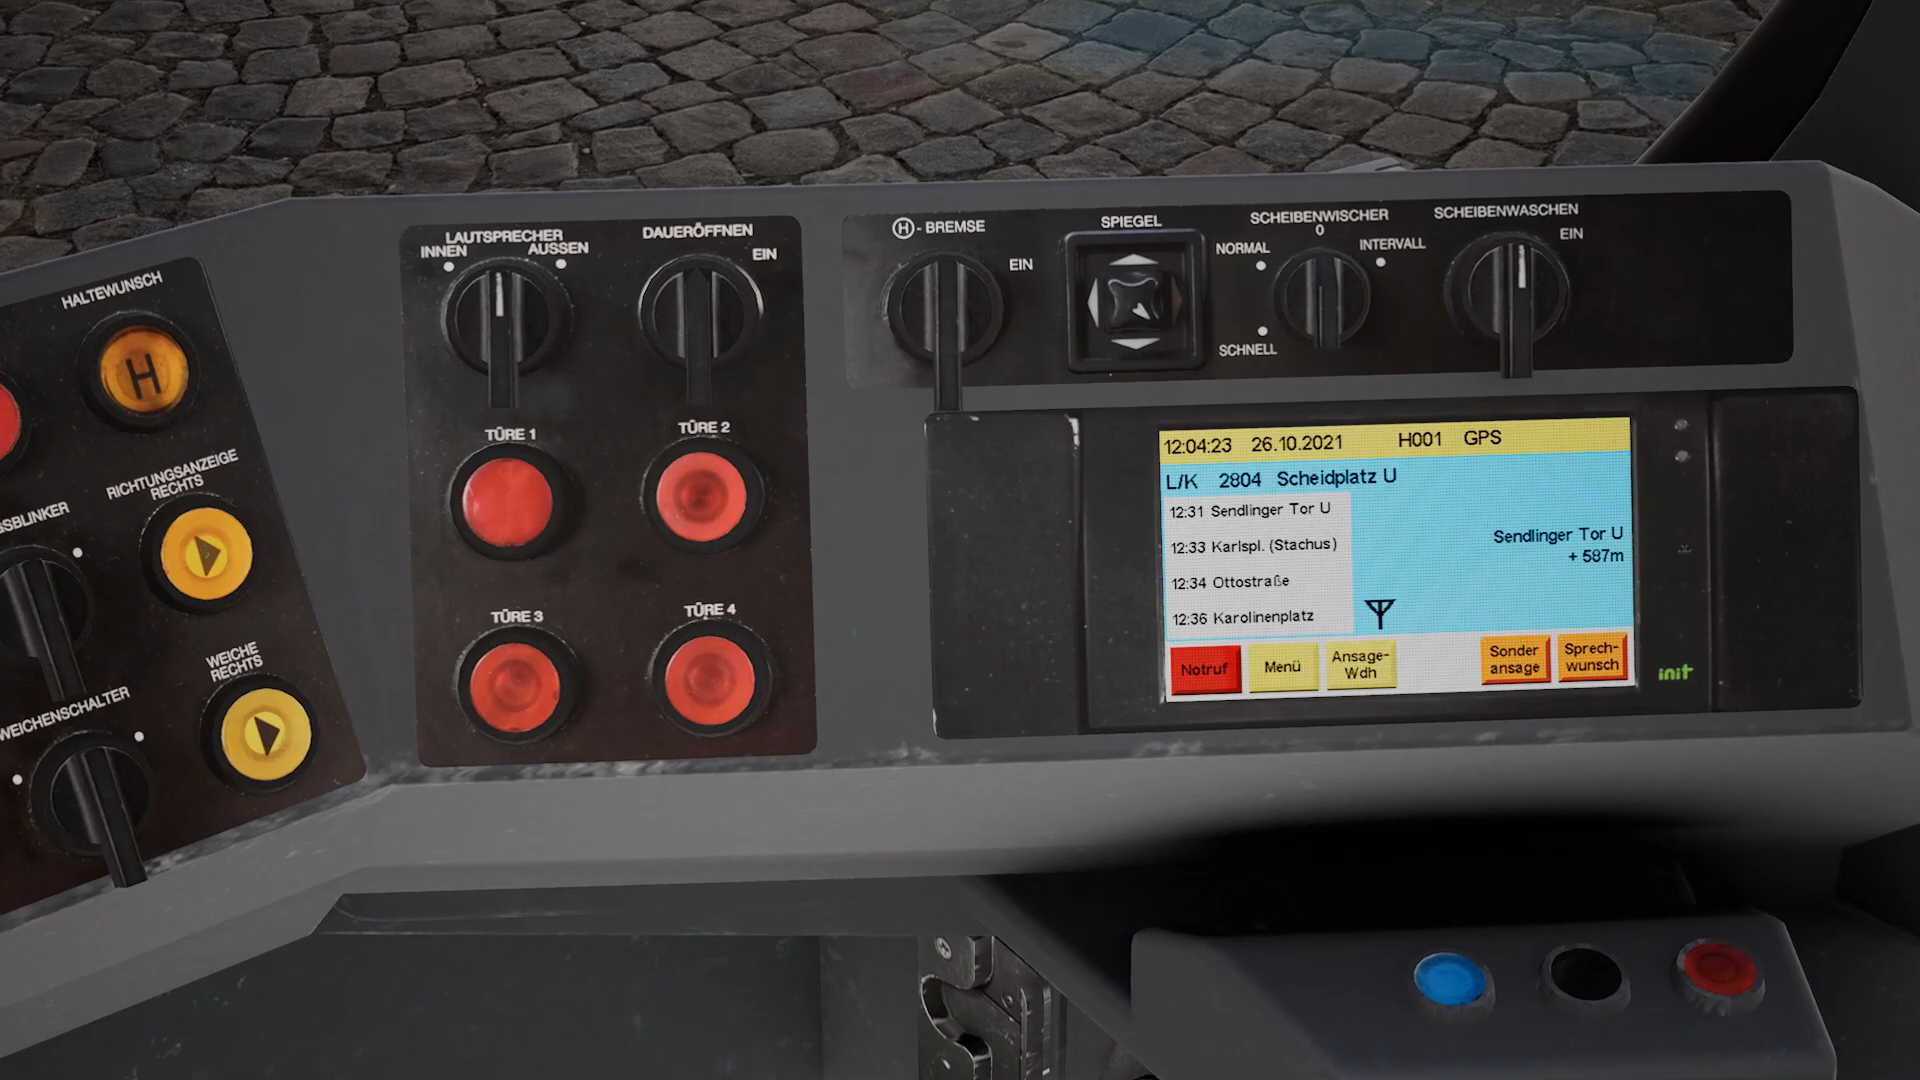 HALTEWUNSCH
H
RICHTUNGSANZEIGE
RECHTS
WEICHE
RECHTS
WEICHENSCHALTER
LAUTSPRECHER
INNEN
AUSSEN
DAUERÖFFNEN
EIN
TÜRE 1
TÜRE 2
TÜRE 3
TÜRE 4
H - BREMSE
EIN
SPIEGEL
SCHEIBENWISCHER
0
NORMAL
INTERVALL
SCHNELL
SCHEIBENWASCHEN
EIN
12:04:23 26.10.2021 H001 GPS
L/K 2804 Scheidplatz U
12:31 Sendlinger Tor U
12:33 Karlspl. (Stachus)
12:34 Ottostraße
12:36 Karolinenplatz
Sendlinger Tor U
+ 587m
Notruf
Menü
Ansage-
Wdh
Sonder
ansage
Sprech-
wunsch
init